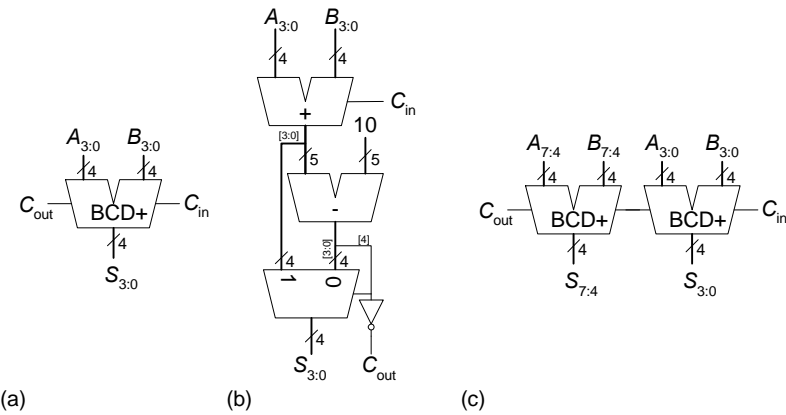 A3:0 B3:0
4 4
Cout BCD+ Cin
4
S3:0
(a)
A3:0 B3:0
4 4
+ Cin
[3:0] 10
5 5
-
[3:0] [4]
4 4
1 0
4
S3:0 Cout
(b)
A7:4 B7:4 A3:0 B3:0
4 4 4 4
Cout BCD+ BCD+ Cin
4 4
S7:4 S3:0
(c)